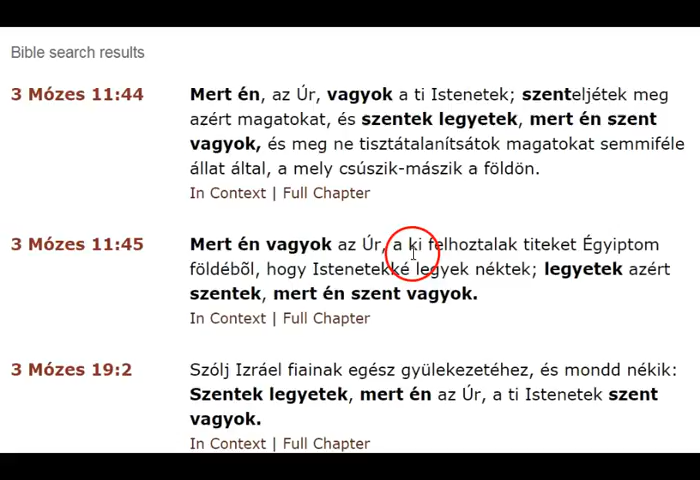 Bible search results
3 Mózes 11:44
Mert én, az Úr, vagyok a ti Istenetek; szenteljétek meg
azért magatokat, és szentek legyetek, mert én szent
vagyok, és meg ne tisztátalanítsátok magatokat semmiféle
állat által, a mely csúszik-mászik a földön.
In Context | Full Chapter
3 Mózes 11:45
Mert én vagyok az Úr, a ki felhoztalak titeket Égyiptom
földébõl, hogy Istenetekké legyek néktek; legyetek azért
szentek, mert én szent vagyok.
In Context | Full Chapter
3 Mózes 19:2
Szólj Izráel fiainak egész gyülekezetéhez, és mondd nékik:
Szentek legyetek, mert én az Úr, a ti Istenetek szent
vagyok.
In Context | Full Chapter